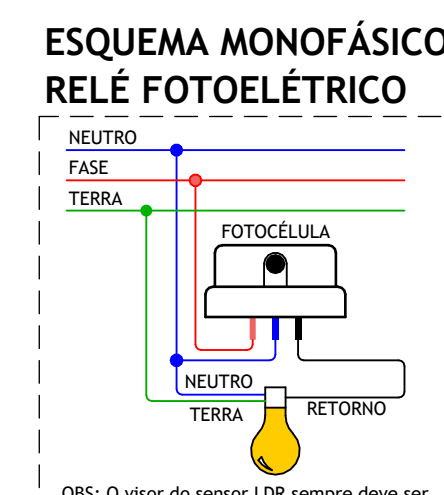 ESQUEMA MONOFÁSICO
RELÉ FOTOELÉTRICO
NEUTRO
FASE
TERRA
FOTOCÉLULA
NEUTRO
TERRA
RETORNO
OBS: O visor do sensor LDR sempre deve ser